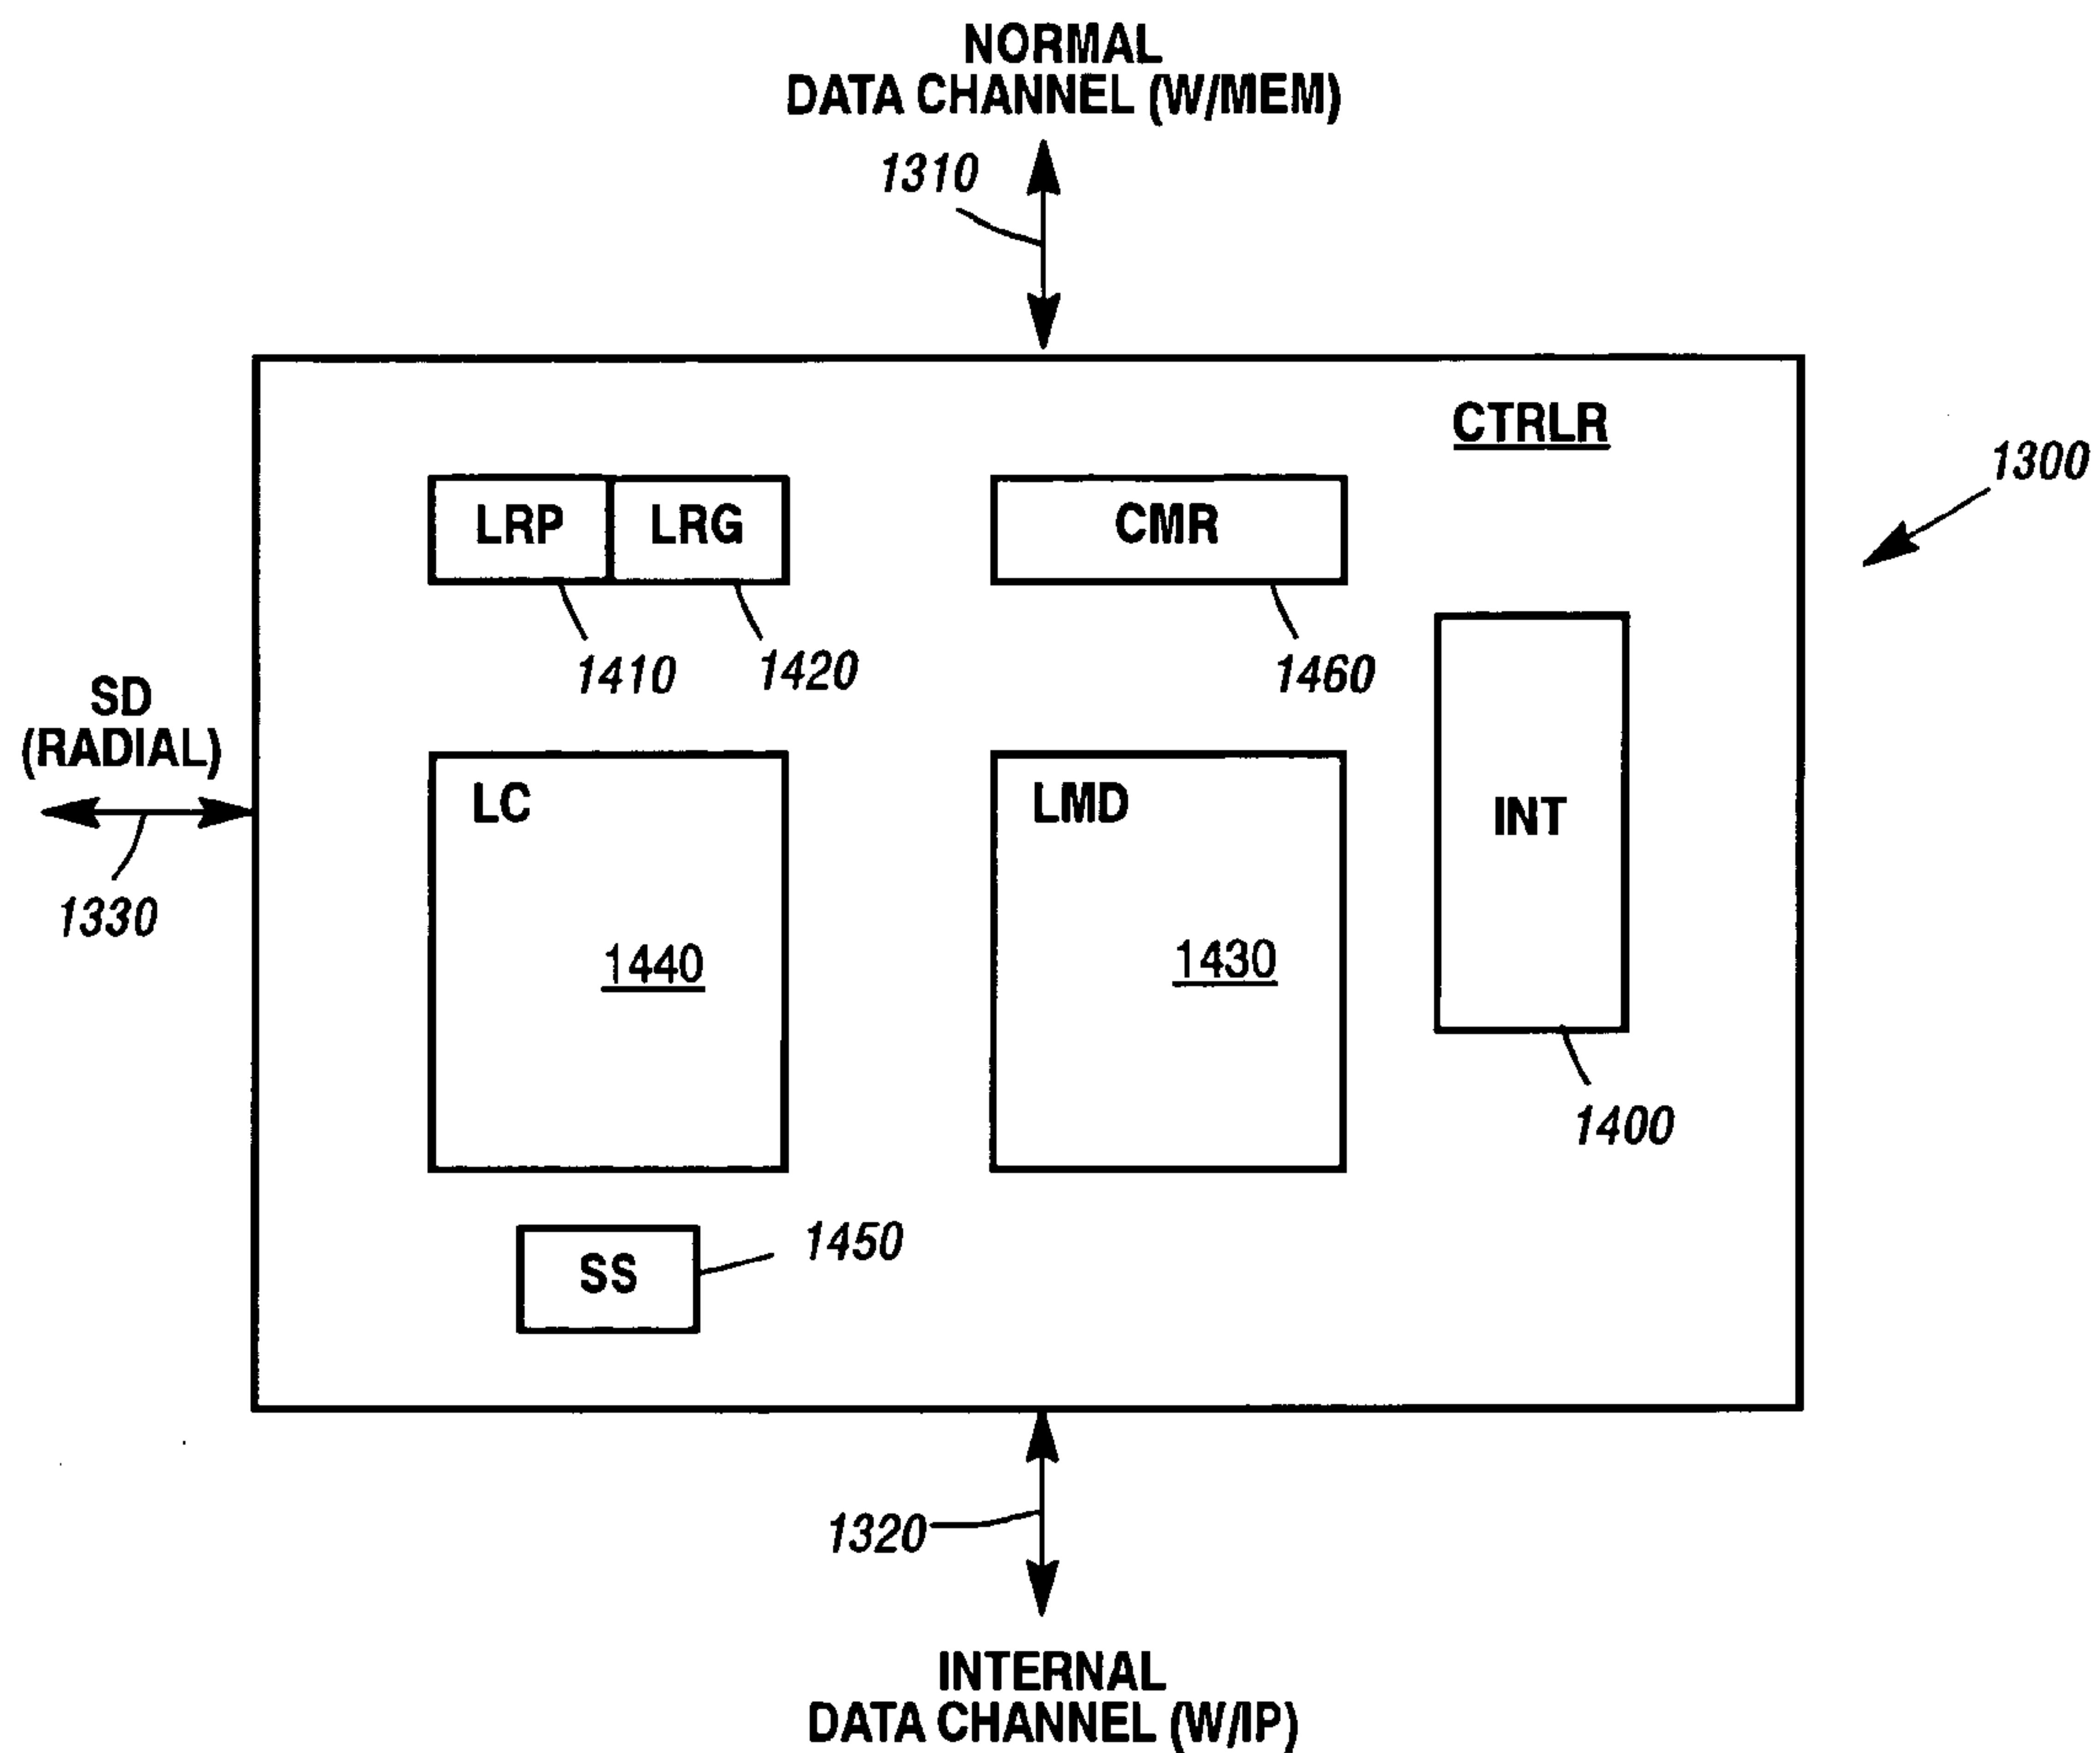 NORMAL
DATA CHANNEL (W/MEM)
1310
CTRLR
1300
LRP
LRG
CMR
1410
1420
1460
SD
(RADIAL)
1330
LC
1440
LMD
1430
INT
1400
SS
1450
1320
INTERNAL
DATA CHANNEL (W/IP)